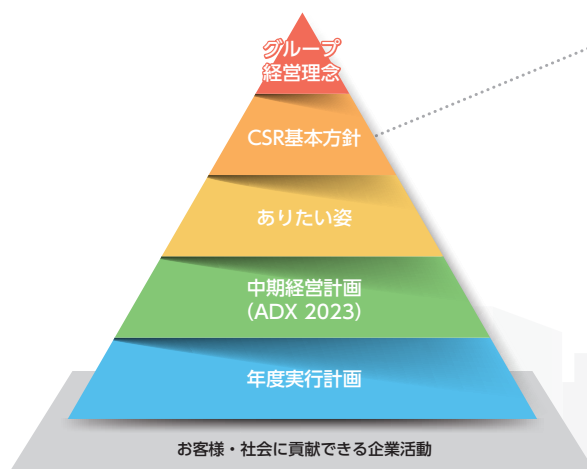 グループ
経営理念
CSR基本方針
ありたい姿
中期経営計画
(ADX 2023)
年度実行計画
お客様・社会に貢献できる企業活動